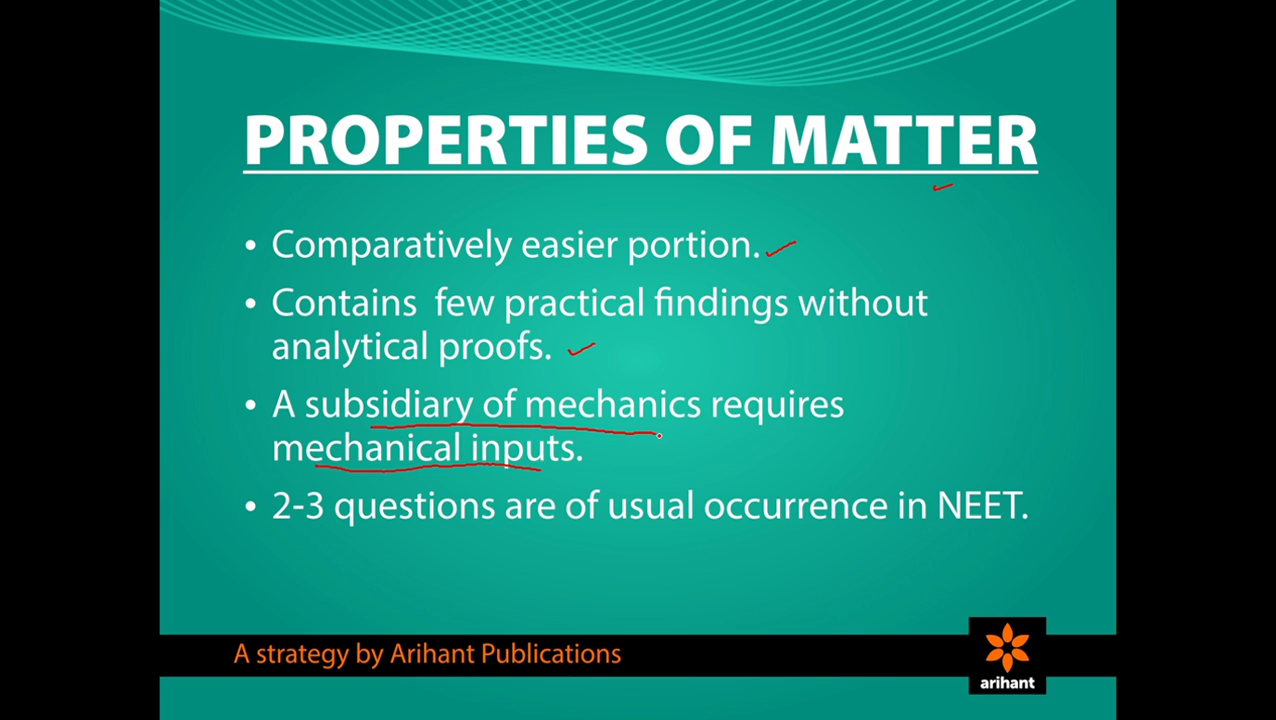 PROPERTIES OF MATTER
• Comparatively easier portion.
• Contains few practical findings without
analytical proofs.
• A subsidiary of mechanics requires
mechanical inputs.
• 2-3 questions are of usual occurrence in NEET.
A strategy by Arihant Publications
arihant